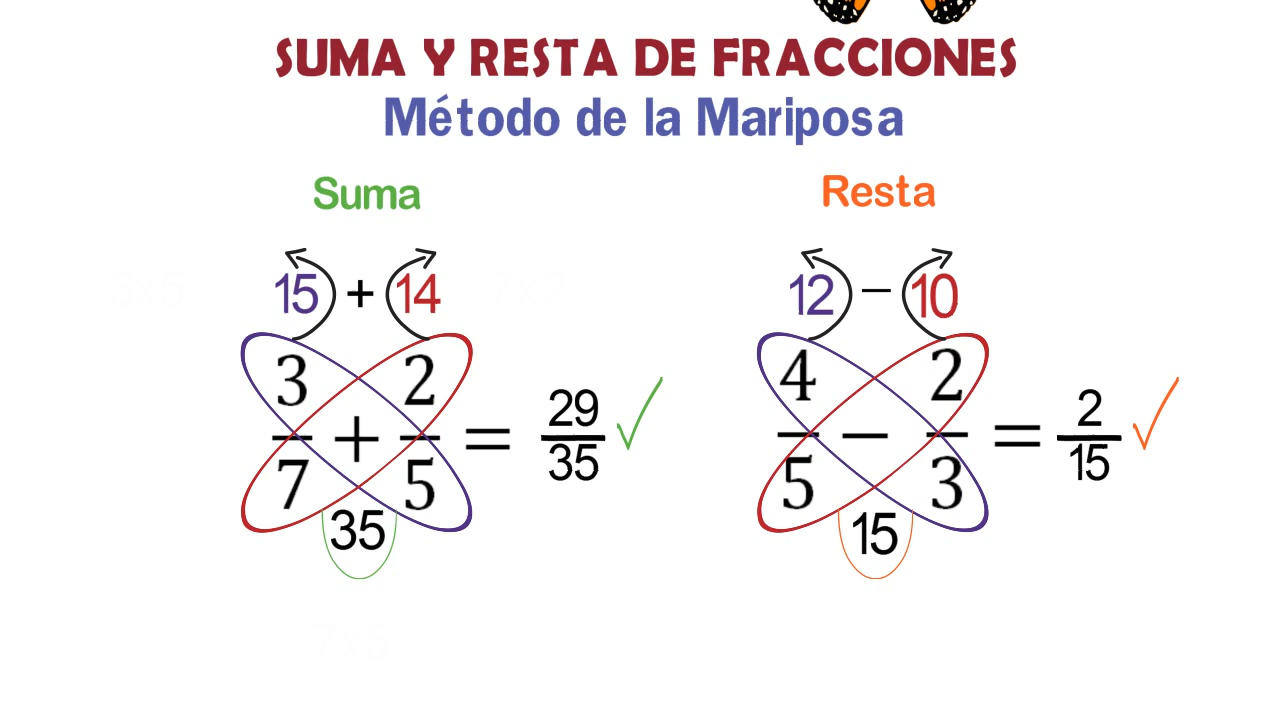 SUMA Y RESTA DE FRACCIONES
Método de la Mariposa
Suma
15 + 14
3/7 + 2/5 = 29/35 ✓
35
Resta
12 − 10
4/5 − 2/3 = 2/15 ✓
15